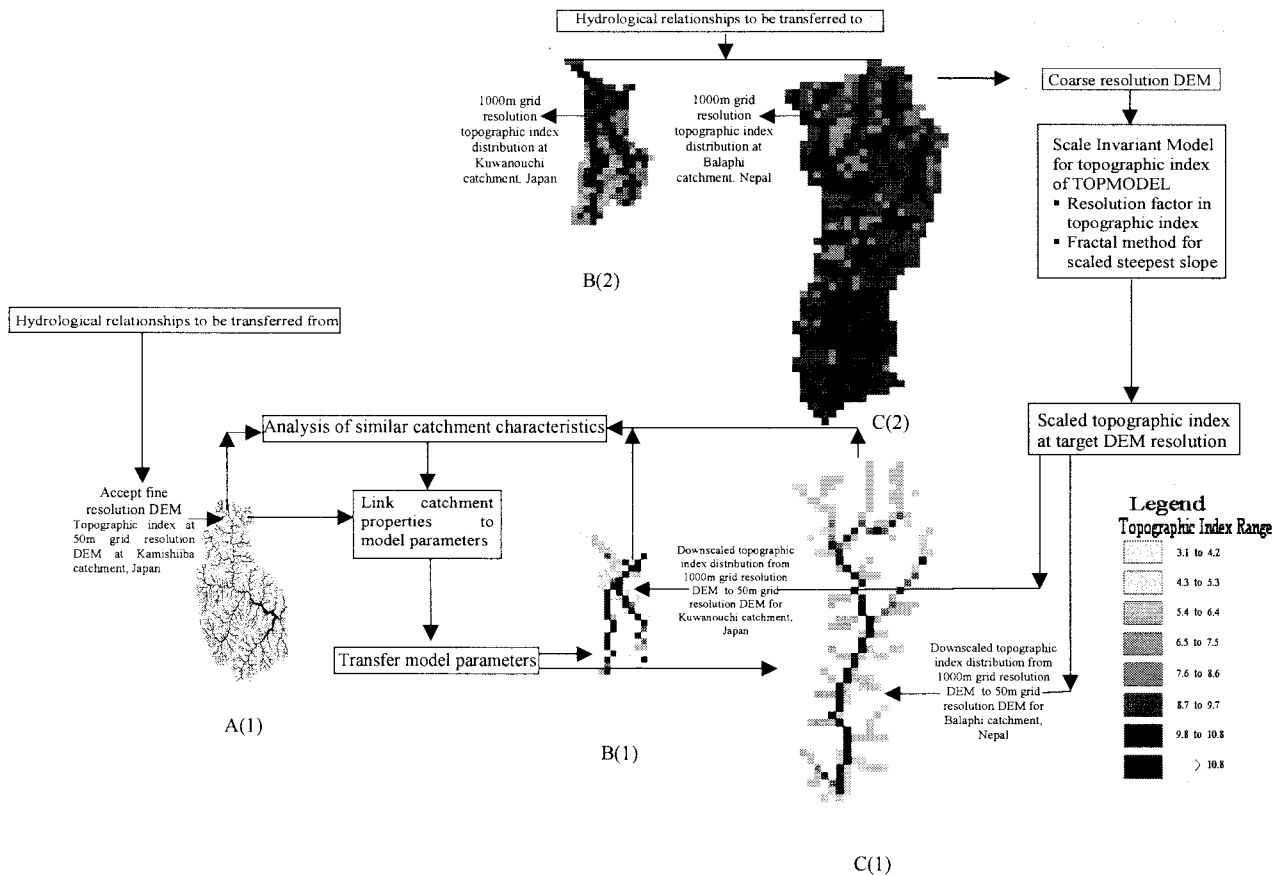 Hydrological relationships to be transferred to
1000m grid
resolution
topographic index
distribution at
Kuwanouchi
catchment, Japan
1000m grid
resolution
topographic index
distribution at
Balaphi
catchment. Nepal
Coarse resolution DEM
Scale Invariant Model
for topographic index
of TOPMODEL
▪ Resolution factor in
topographic index
▪ Fractal method for
scaled steepest slope
B(2)
Hydrological relationships to be transferred from
C(2)
Analysis of similar catchment characteristics
Scaled topographic index
at target DEM resolution
Accept fine
resolution DEM
Topographic index at
50m grid resolution
DEM at Kamishiiba
catchment, Japan
Link catchment
properties to
model parameters
Downscaled topographic
index distribution from
1000m grid resolution
DEM to 50m grid
resolution DEM for
Kuwanouchi catchment,
Japan
Transfer model parameters
Downscaled topographic
index distribution from
1000m grid resolution
DEM to 50m grid
resolution DEM for
Balaphi catchment,
Nepal
A(1)
B(1)
C(1)
Legend
Topographic Index Range
3.1 to 4.2
4.3 to 5.3
5.4 to 6.4
6.5 to 7.5
7.6 to 8.6
8.7 to 9.7
9.8 to 10.8
> 10.8